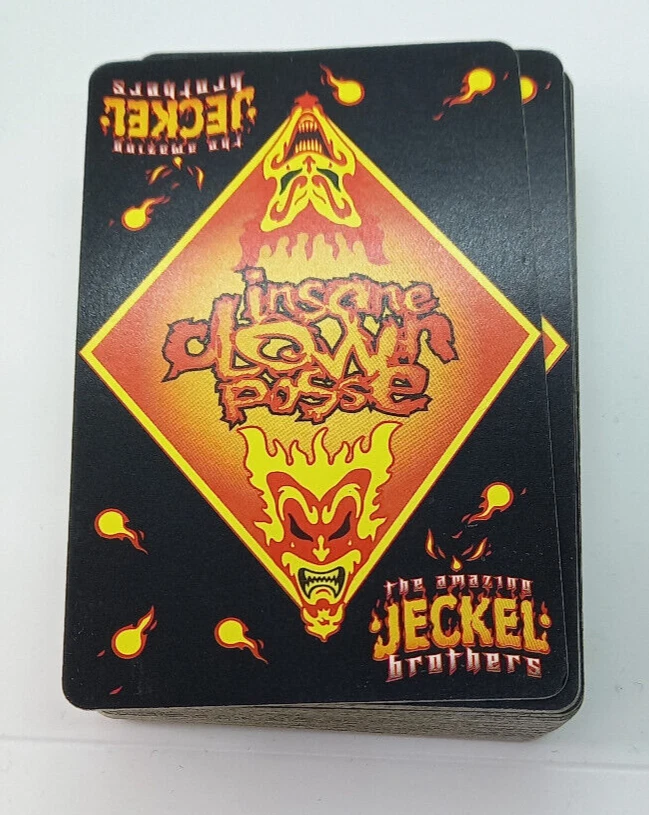 the amazing
JECKEL
brothers
insane
clown
posse
the amazing
JECKEL
brothers